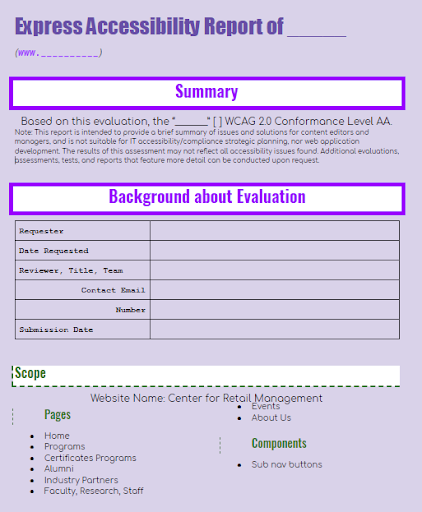 Express Accessibility Report of ______
(www.__________)
Summary
Based on this evaluation, the “______” [ ] WCAG 2.0 Conformance Level AA.
Note: This report is intended to provide a brief summary of issues and solutions for content editors and
managers, and is not suitable for IT accessibility/compliance strategic planning, nor web application
development. The results of this assessment may not reflect all accessibility issues found. Additional evaluations,
assessments, tests, and reports that feature more detail can be conducted upon request.
Background about Evaluation
Requester
Date Requested
Reviewer, Title, Team
Contact Email
Number
Submission Date
Scope
Website Name: Center for Retail Management
Pages
• Home
• Programs
• Certificates Programs
• Alumni
• Industry Partners
• Faculty, Research, Staff
• Events
• About Us
Components
• Sub nav buttons